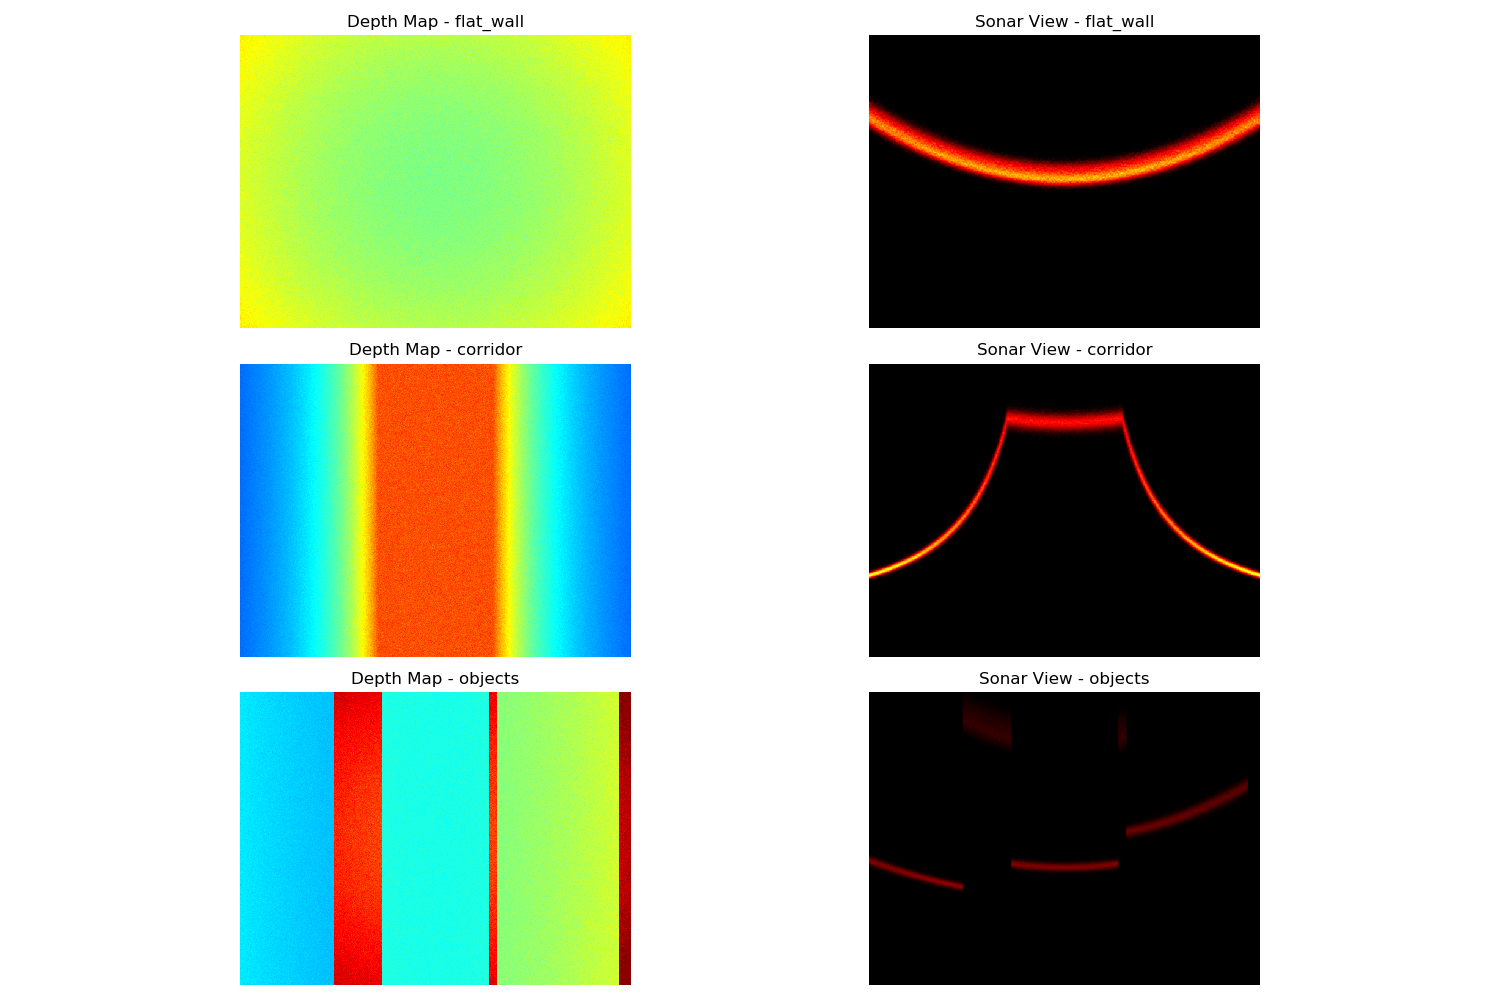 Depth Map - flat_wall
Sonar View - flat_wall
Depth Map - corridor
Sonar View - corridor
Depth Map - objects
Sonar View - objects